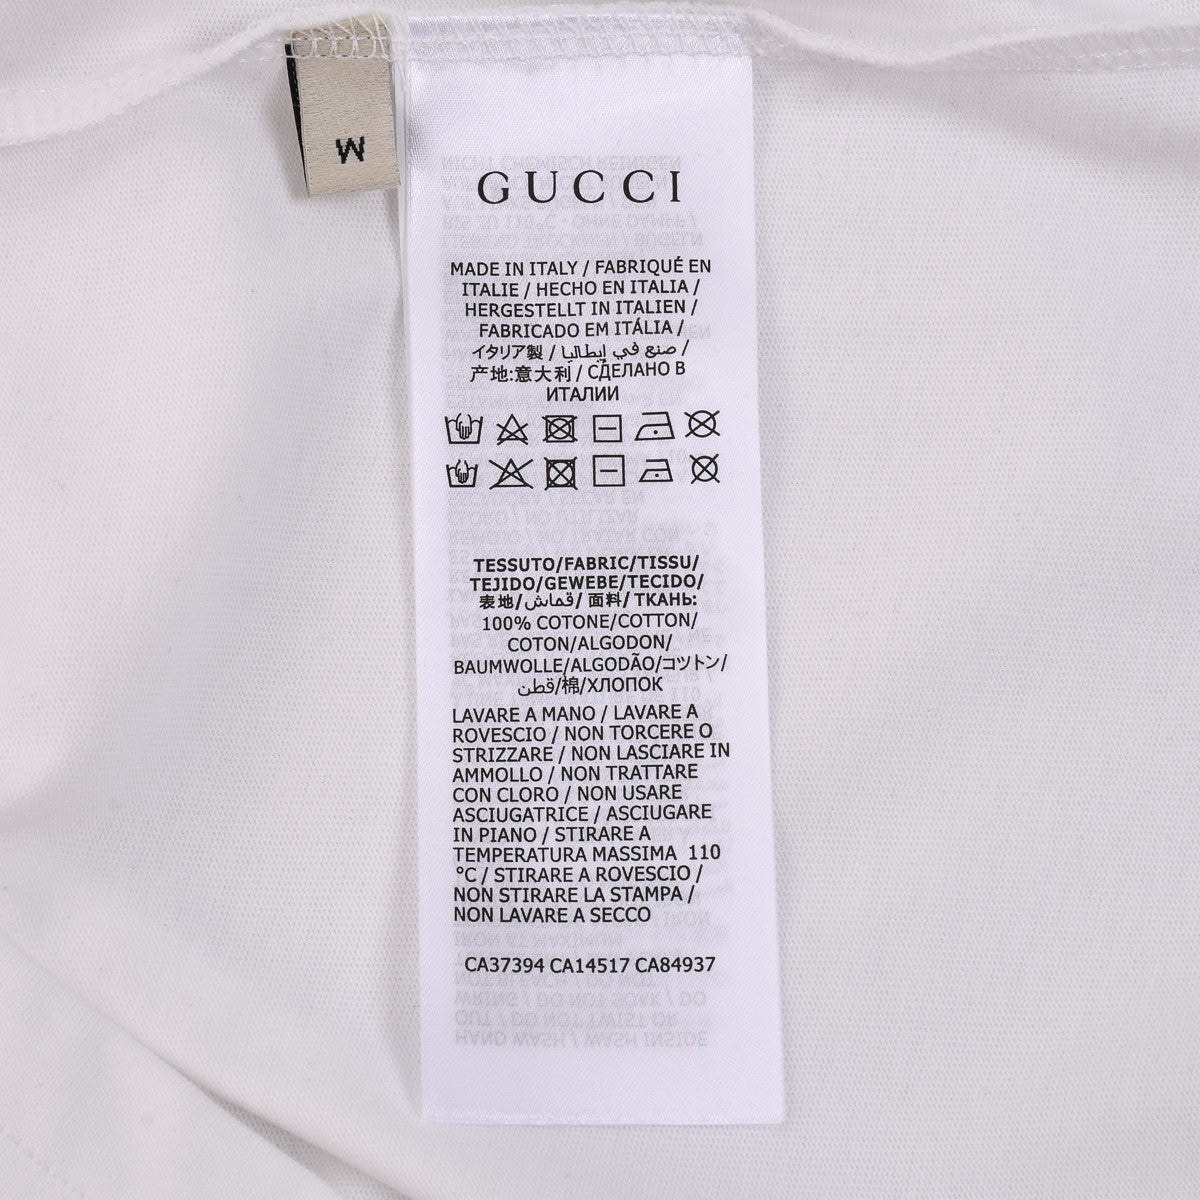 M
GUCCI
MADE IN ITALY / FABRIQUÉ EN
ITALIE / HECHO EN ITALIA /
HERGESTELLT IN ITALIEN /
FABRICADO EM ITÁLIA /
イタリア製 / صنع في إيطاليا /
产地:意大利 / СДЕЛАНО В
ИТАЛИИ
TESSUTO/FABRIC/TISSU/
TEJIDO/GEWEBE/TECIDO/
表地/قماش/ 面料/ ТКАНЬ:
100% COTONE/COTTON/
COTON/ALGODON/
BAUMWOLLE/ALGODÃO/コットン/
قطن/棉/ХЛОПОК
LAVARE A MANO / LAVARE A
ROVESCIO / NON TORCERE O
STRIZZARE / NON LASCIARE IN
AMMOLLO / NON TRATTARE
CON CLORO / NON USARE
ASCIUGATRICE / ASCIUGARE
IN PIANO / STIRARE A
TEMPERATURA MASSIMA 110
°C / STIRARE A ROVESCIO /
NON STIRARE LA STAMPA /
NON LAVARE A SECCO
CA37394 CA14517 CA84937